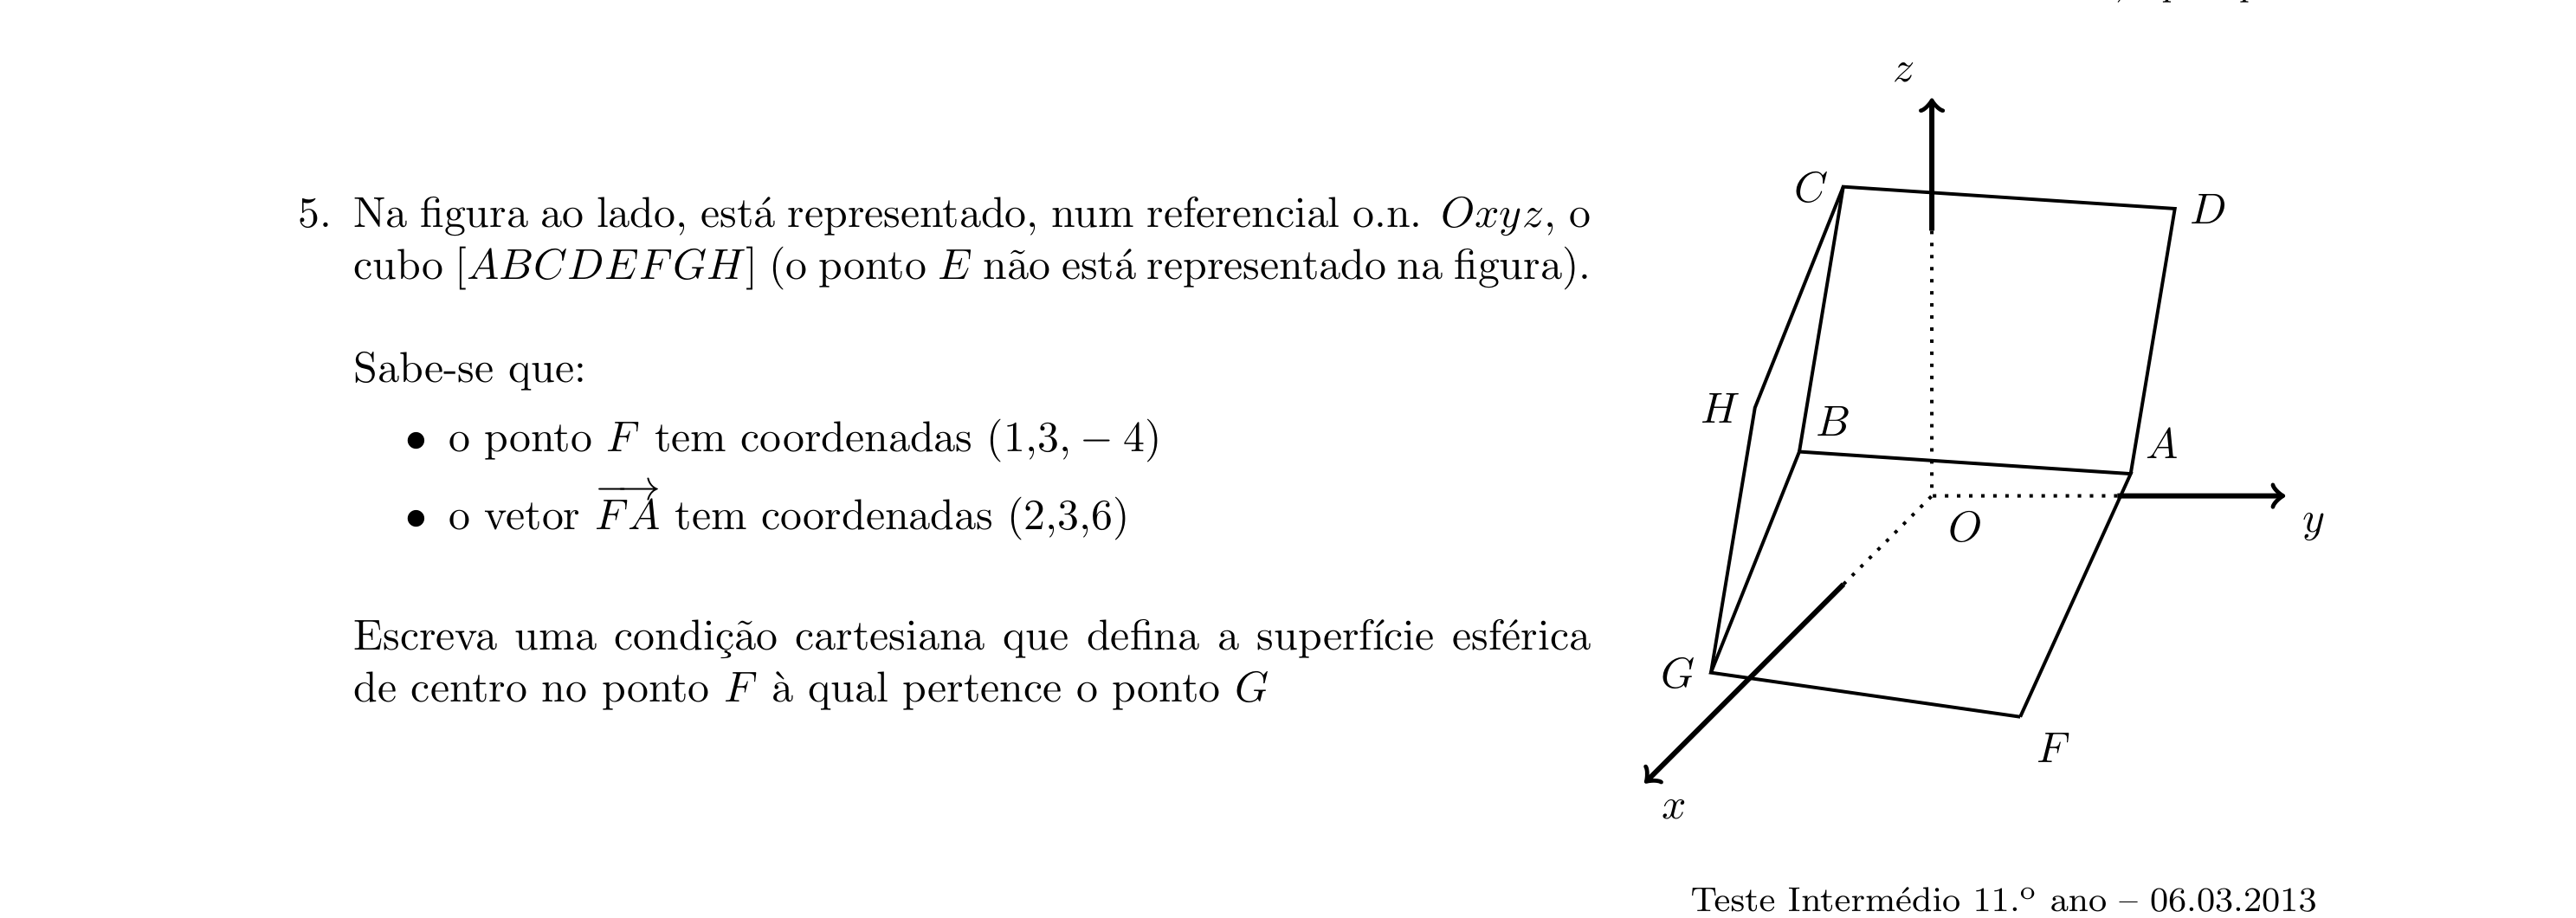 5. Na figura ao lado, está representado, num referencial o.n. Oxyz, o
cubo [ABCDEFGH] (o ponto E não está representado na figura).
Sabe-se que:
• o ponto F tem coordenadas (1,3, − 4)
• o vetor \overrightarrow{FA} tem coordenadas (2,3,6)
Escreva uma condição cartesiana que defina a superfície esférica
de centro no ponto F à qual pertence o ponto G
z
C
D
H
B
A
O
y
G
F
x
Teste Intermédio 11.º ano – 06.03.2013